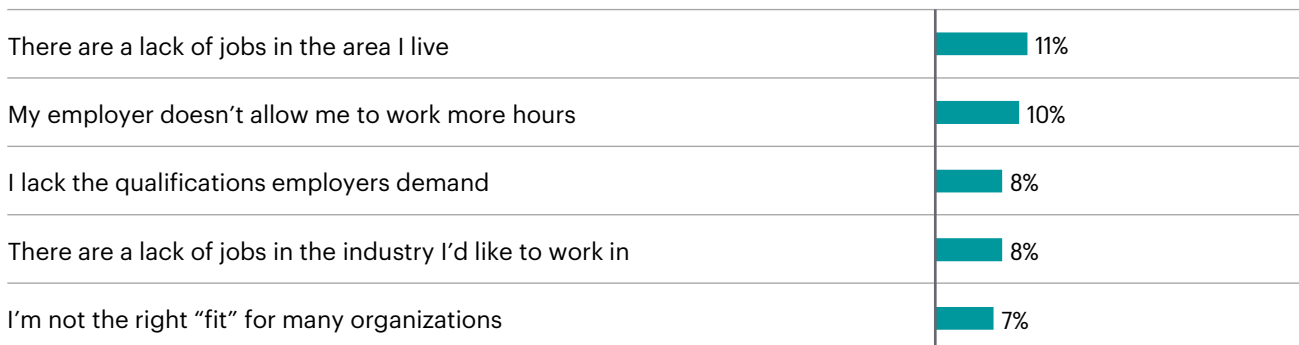 There are a lack of jobs in the area I live 11%
My employer doesn’t allow me to work more hours 10%
I lack the qualifications employers demand 8%
There are a lack of jobs in the industry I’d like to work in 8%
I’m not the right “fit” for many organizations 7%